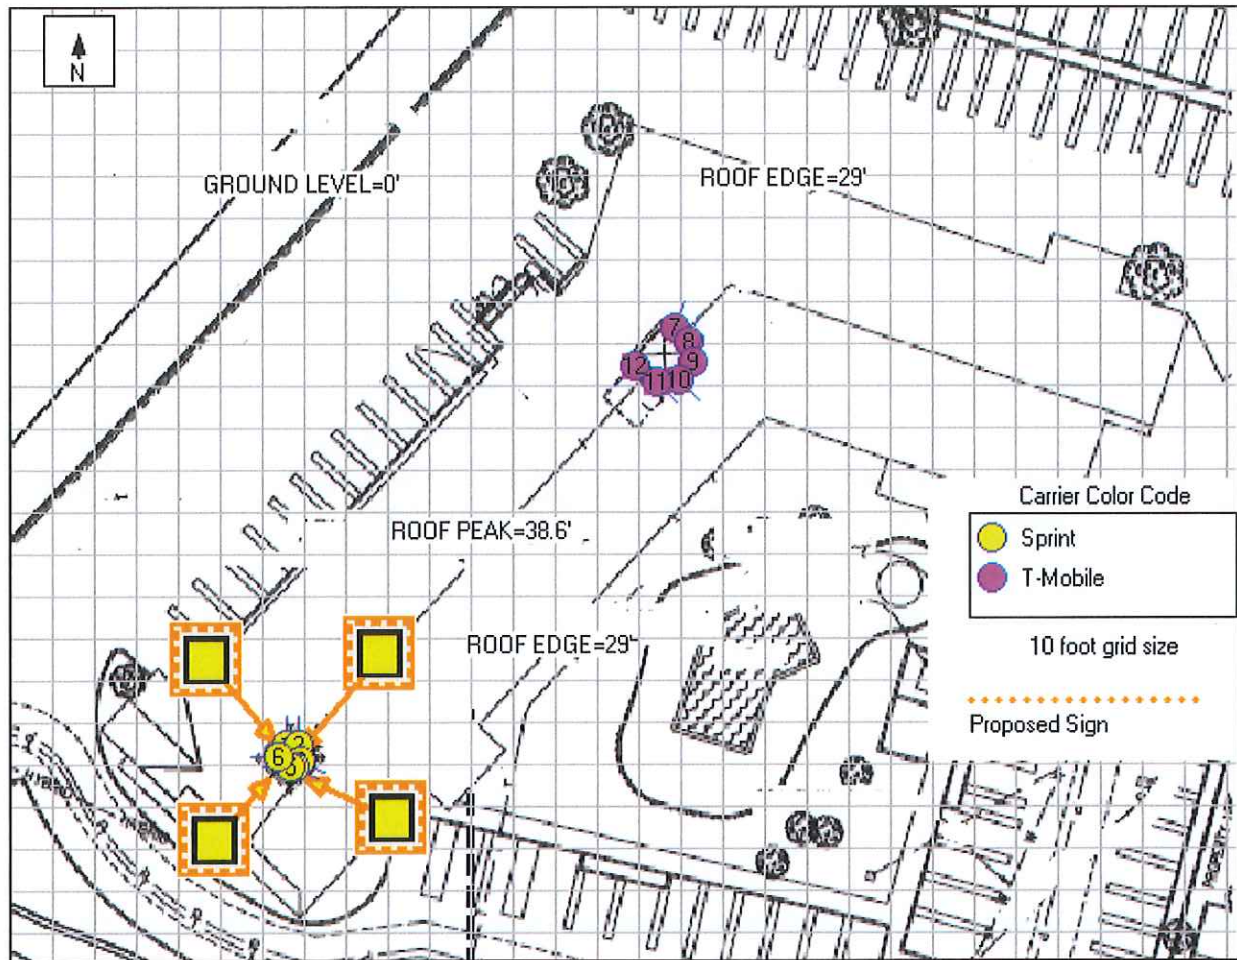 N
GROUND LEVEL=0'
ROOF EDGE=29'
7
8
9
12
11
10
ROOF PEAK=38.6'
Carrier Color Code
Sprint
T-Mobile
10 foot grid size
ROOF EDGE=29'
Proposed Sign
2
6